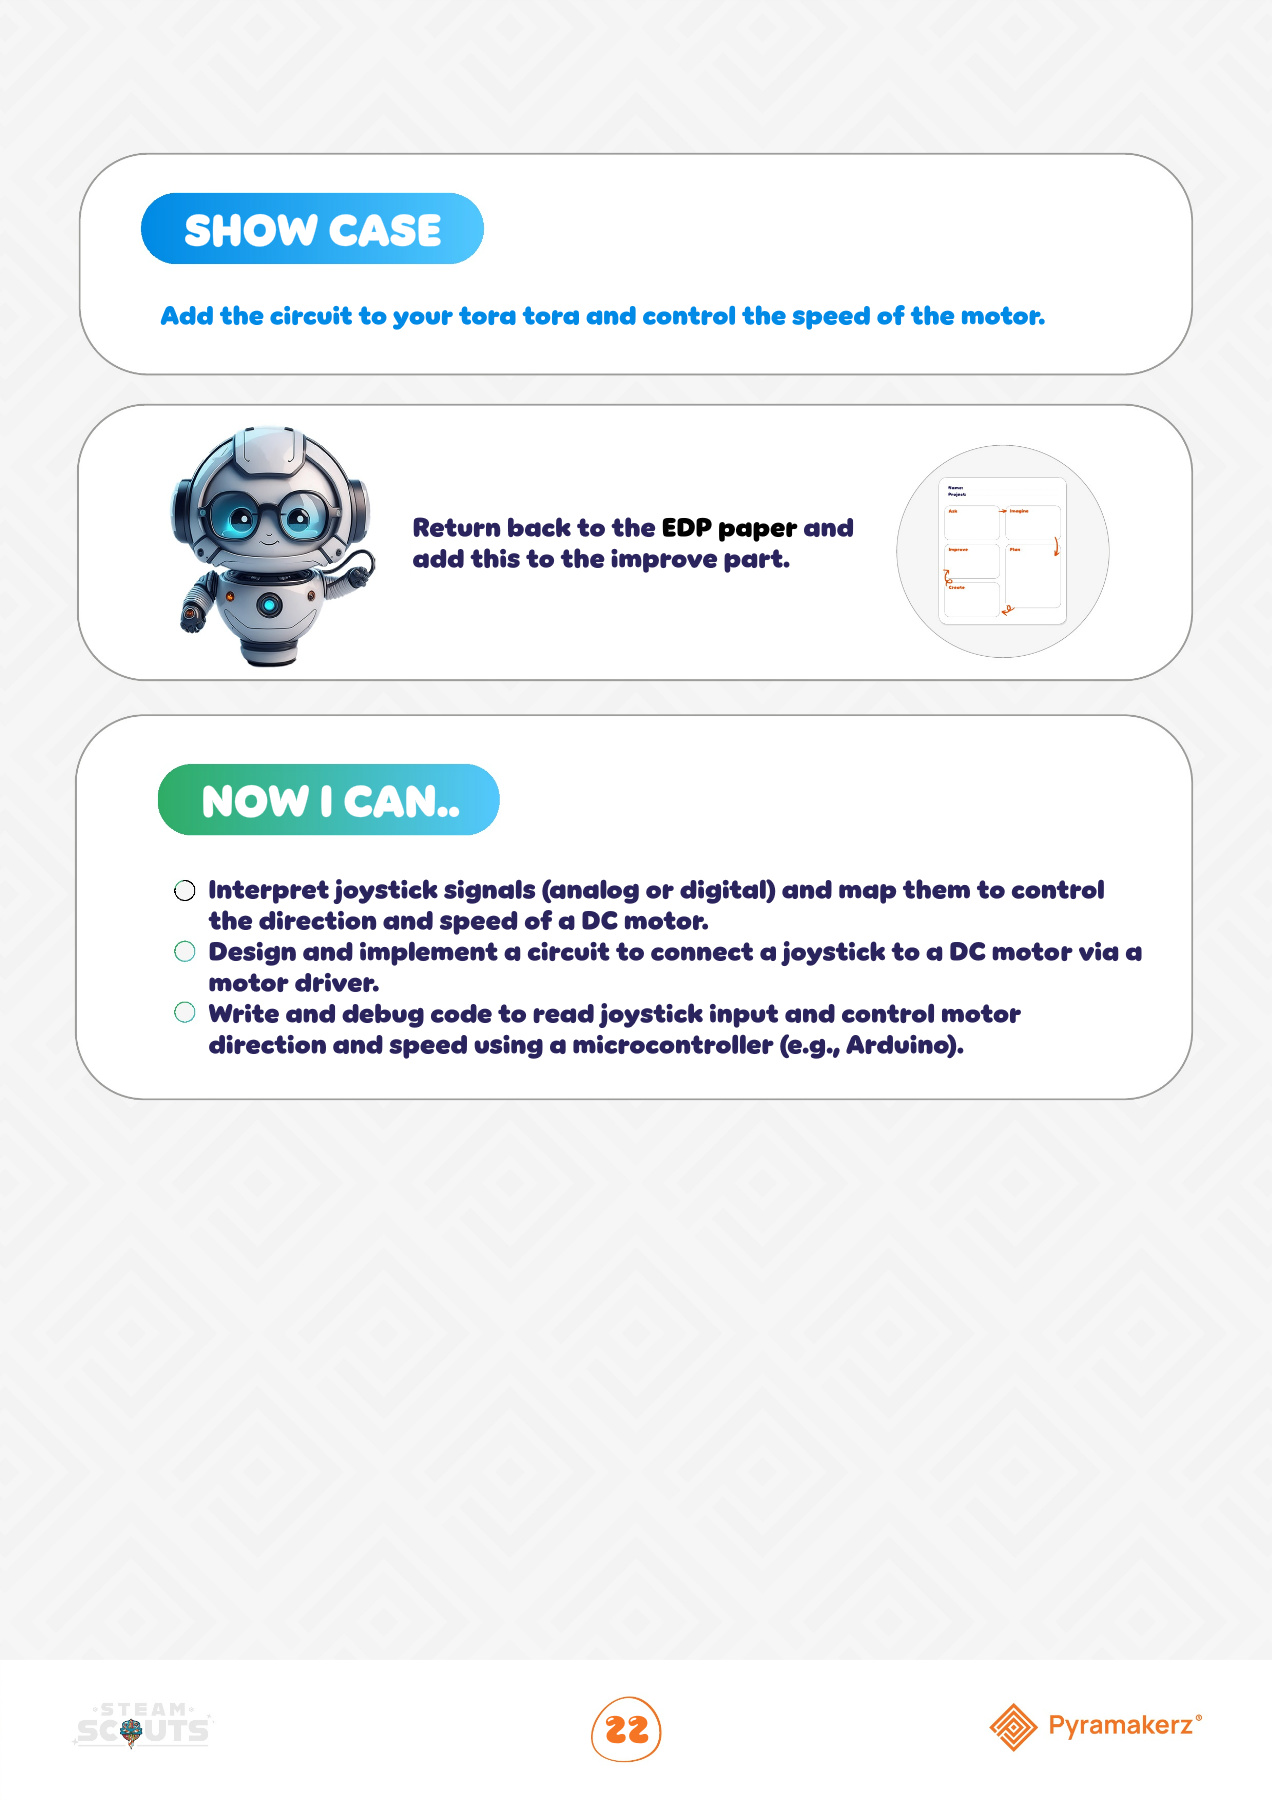 SHOW CASE
Add the circuit to your tora tora and control the speed of the motor.
Return back to the EDP paper and
add this to the improve part.
Name:
Project:
Ask
Imagine
Improve
Plan
Create
NOW I CAN..
Interpret joystick signals (analog or digital) and map them to control
the direction and speed of a DC motor.
Design and implement a circuit to connect a joystick to a DC motor via a
motor driver.
Write and debug code to read joystick input and control motor
direction and speed using a microcontroller (e.g., Arduino).
STEAM
SCOUTS
22
Pyramakerz®